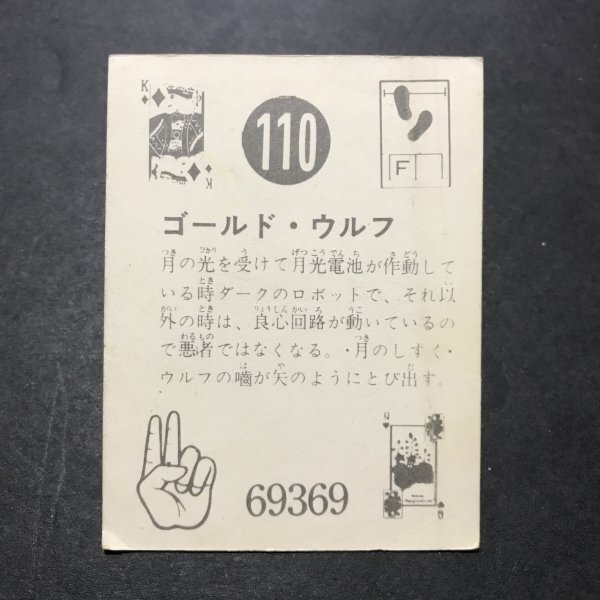 K
110
F
ゴールド・ウルフ
月の光を受けて月光電池が作動して
いる時ダークのロボットで、それ以
外の時は、良心回路が動いているの
で悪者ではなくなる。・月のしずく・
ウルフの嚙が矢のようにとび出す。
Q
69369